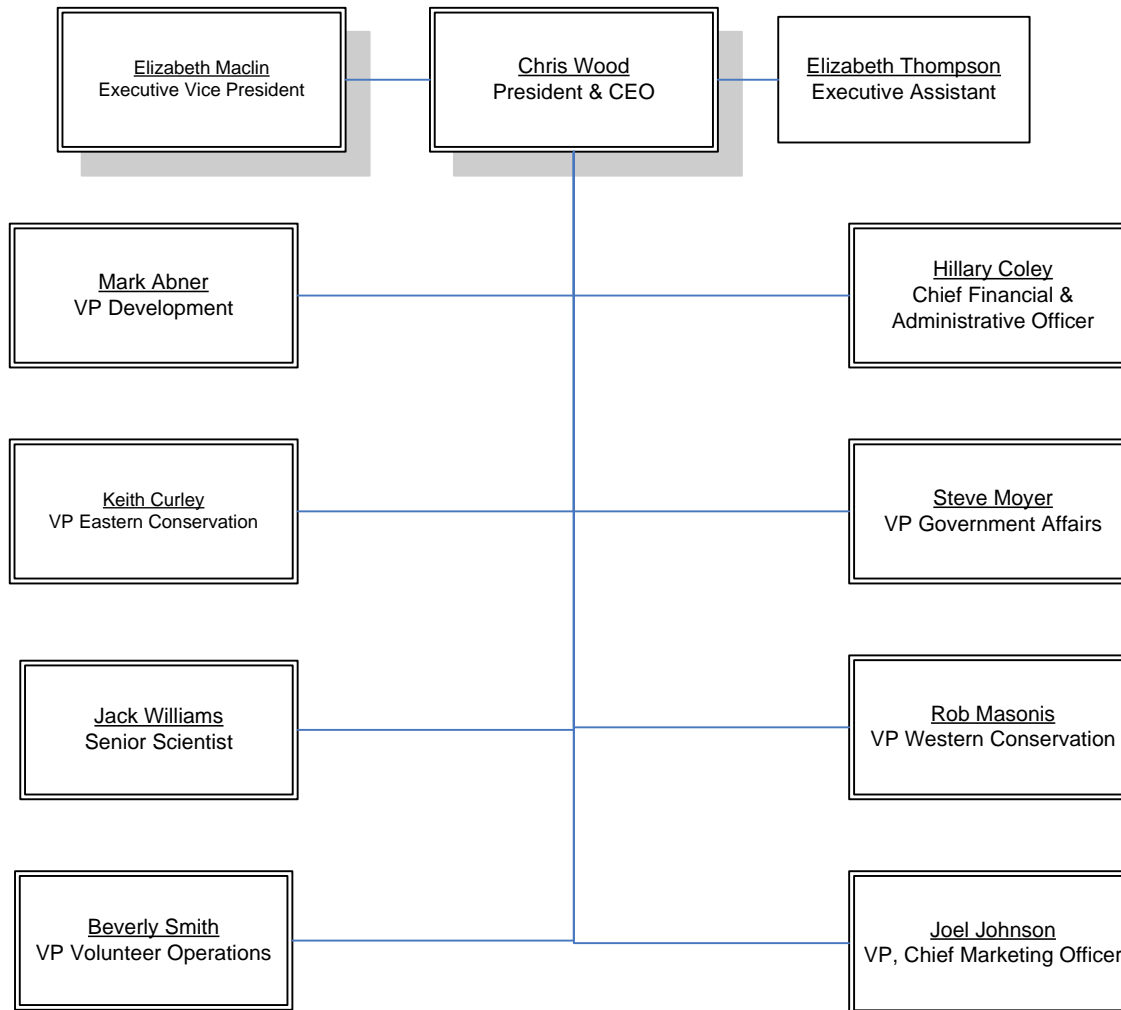 Elizabeth Maclin
Executive Vice President
Chris Wood
President & CEO
Elizabeth Thompson
Executive Assistant
Mark Abner
VP Development
Hillary Coley
Chief Financial &
Administrative Officer
Keith Curley
VP Eastern Conservation
Steve Moyer
VP Government Affairs
Jack Williams
Senior Scientist
Rob Masonis
VP Western Conservation
Beverly Smith
VP Volunteer Operations
Joel Johnson
VP, Chief Marketing Officer